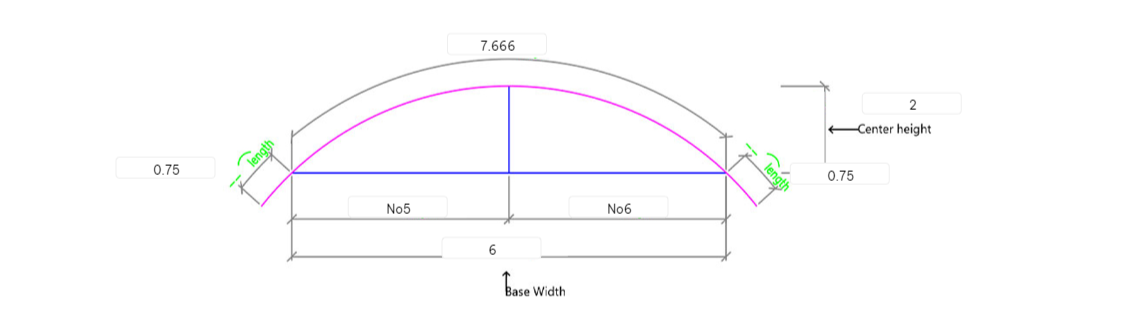 7.666
2
Center height
length
0.75
length
0.75
No5
No6
6
Base Width